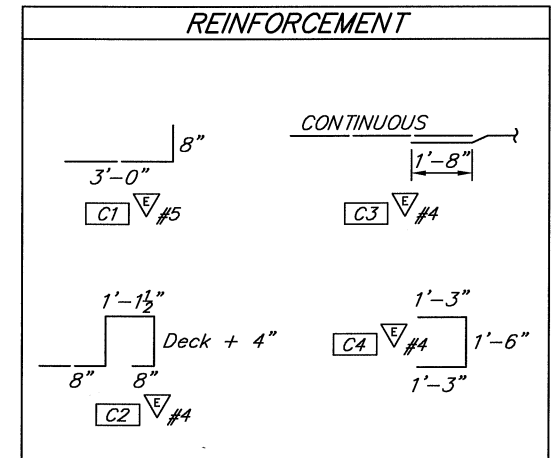 REINFORCEMENT
8"
3'-0"
C1 E #5
CONTINUOUS
1'-8"
C3 E #4
1'-1½"
Deck + 4"
8" 8"
C2 E #4
1'-3"
1'-6"
C4 E #4
1'-3"